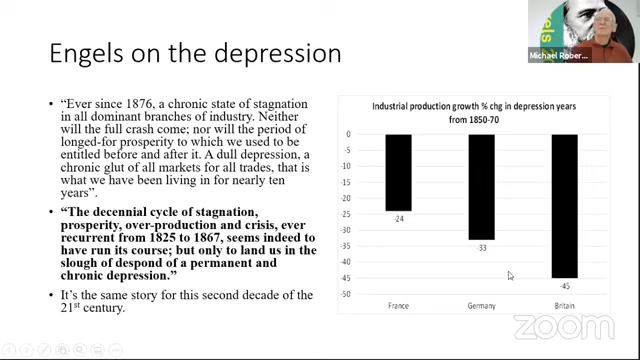 Michael Rober...
Engels on the depression
• “Ever since 1876, a chronic state of stagnation
in all dominant branches of industry. Neither
will the full crash come; nor will the period of
longed-for prosperity to which we used to be
entitled before and after it. A dull depression, a
chronic glut of all markets for all trades, that is
what we have been living in for nearly ten
years”.
• “The decennial cycle of stagnation,
prosperity, over-production and crisis, ever
recurrent from 1825 to 1867, seems indeed to
have run its course; but only to land us in the
slough of despond of a permanent and
chronic depression.”
• It’s the same story for this second decade of the
21st century.
Industrial production growth % chg in depression years
from 1850-70
0
-5
-10
-15
-20
-25
-30
-35
-40
-45
-50
-24
-33
-45
France Germany Britain
zoom